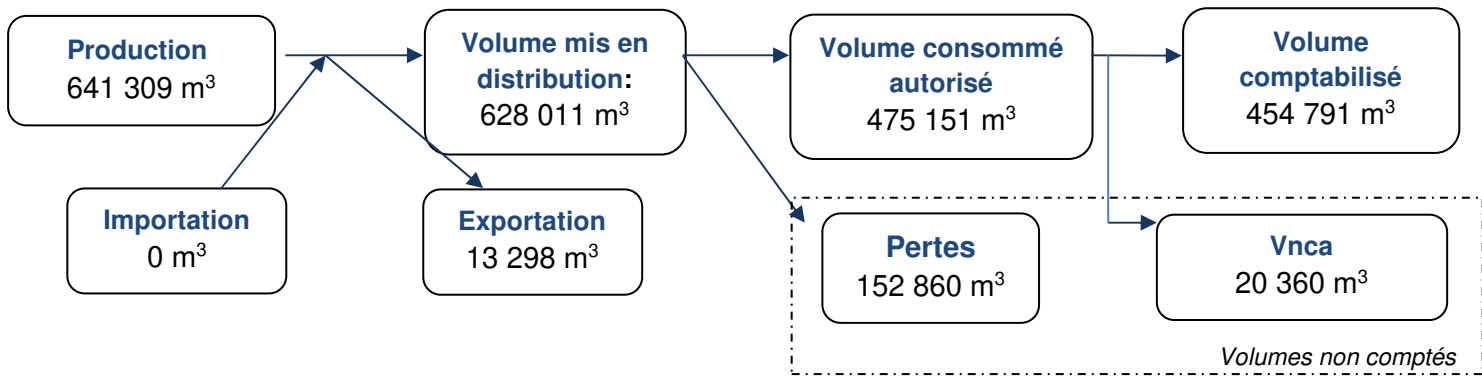 Production
641 309 m³
Volume mis en
distribution:
628 011 m³
Volume consommé
autorisé
475 151 m³
Volume
comptabilisé
454 791 m³
Importation
0 m³
Exportation
13 298 m³
Pertes
152 860 m³
Vnca
20 360 m³
Volumes non comptés